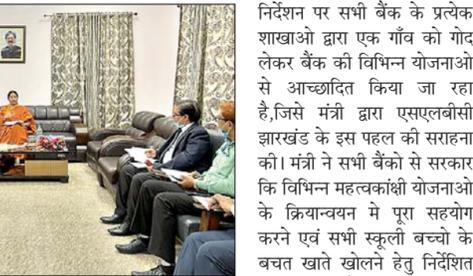 निर्देशन पर सभी बैंक के प्रत्येक
शाखाओ द्वारा एक गाँव को गोद
लेकर बैंक की विभिन्न योजनाओ
से आच्छादित किया जा रहा
है,जिसे मंत्री द्वारा एसएलबीसी
झारखंड के इस पहल की सराहना
की। मंत्री ने सभी बैंको से सरकार
कि विभिन्न महत्वकांक्षी योजनाओ
के क्रियान्वयन मे पूरा सहयोग
करने एवं सभी स्कूली बच्चो के
बचत खाते खोलने हेतु निर्देशित